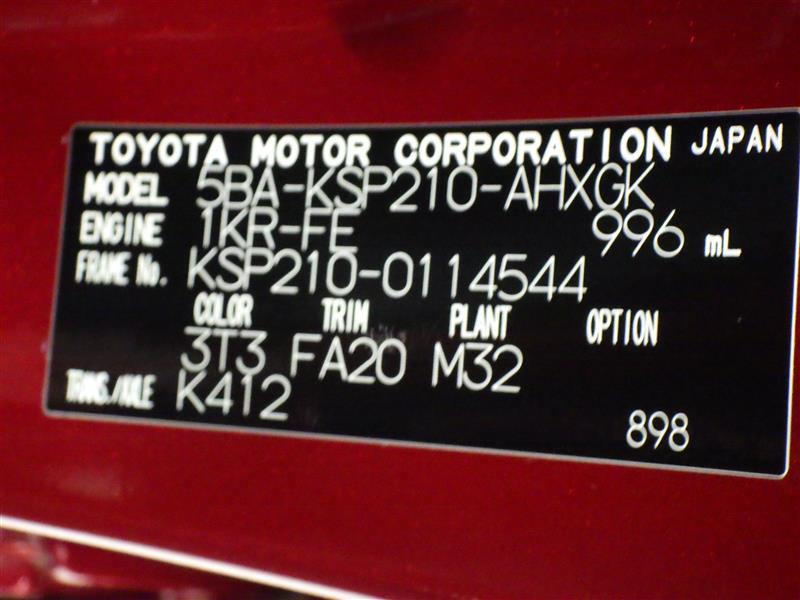 TOYOTA MOTOR CORPORATION JAPAN
MODEL 5BA-KSP210-AHXGK
ENGINE 1KR-FE 996 mL
FRAME No. KSP210-0114544
COLOR TRIM PLANT OPTION
3T3 FA20 M32
TRANS./AXLE K412
898